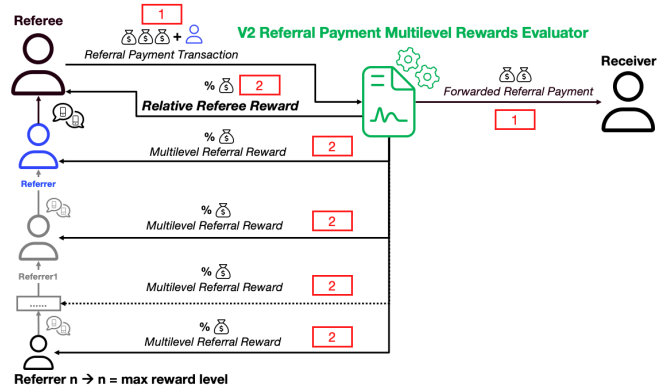 Referee
1
+
V2 Referral Payment Multilevel Rewards Evaluator
Referral Payment Transaction
Receiver
% $ 2
Relative Referee Reward
Forwarded Referral Payment
1
% $
Multilevel Referral Reward
2
Referrer
% $
Multilevel Referral Reward
2
Referrer1
% $
Multilevel Referral Reward
2
......
% $
Multilevel Referral Reward
2
Referrer n → n = max reward level